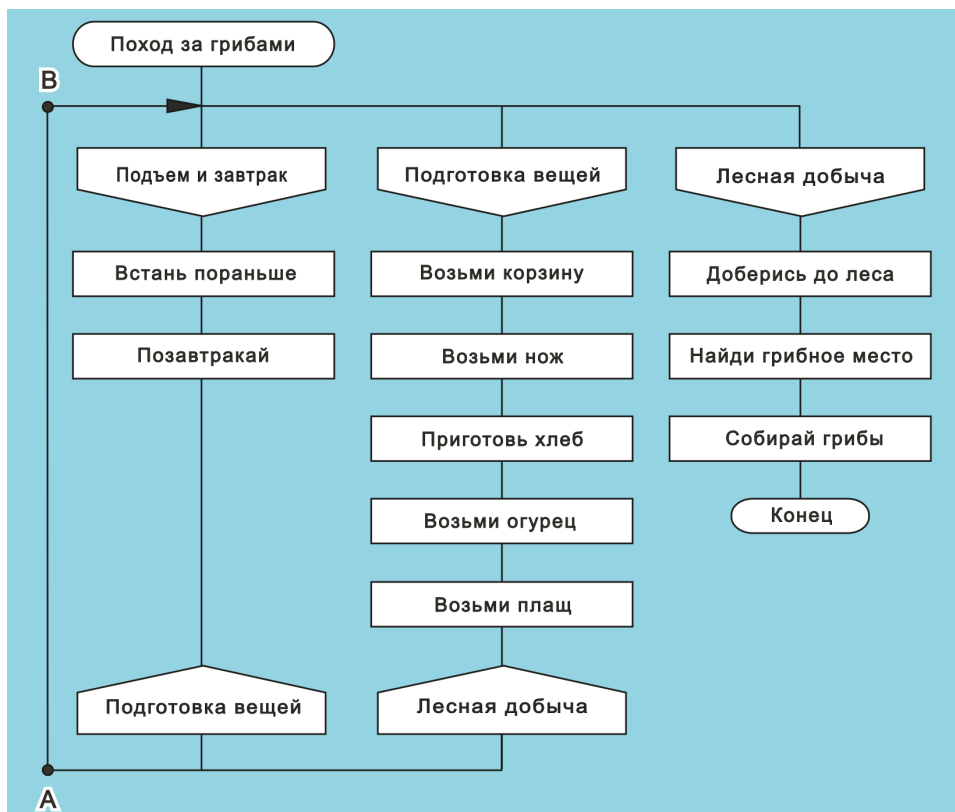 Поход за грибами
В
Подъем и завтрак
Встань пораньше
Позавтракай
Подготовка вещей
Подготовка вещей
Возьми корзину
Возьми нож
Приготовь хлеб
Возьми огурец
Возьми плащ
Лесная добыча
Лесная добыча
Доберись до леса
Найди грибное место
Собирай грибы
Конец
А